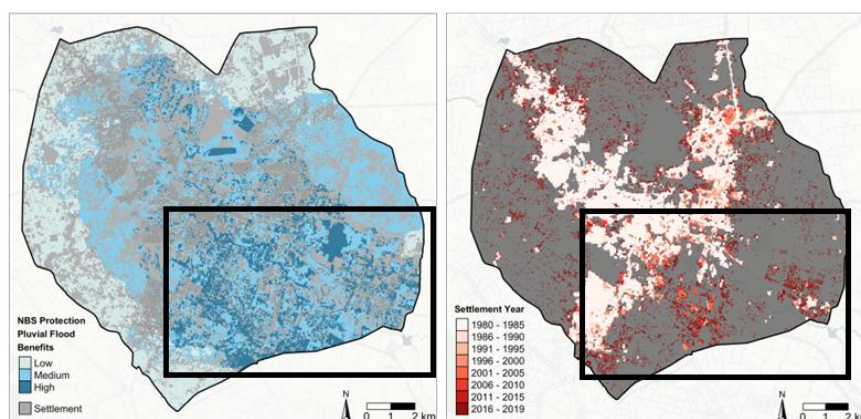 NBS Protection
Pluvial Flood
Benefits
Low
Medium
High
Settlement
N
0 1 2 km
Settlement Year
1980 - 1985
1986 - 1990
1991 - 1995
1996 - 2000
2001 - 2005
2006 - 2010
2011 - 2015
2016 - 2019
N
0 1 2 km